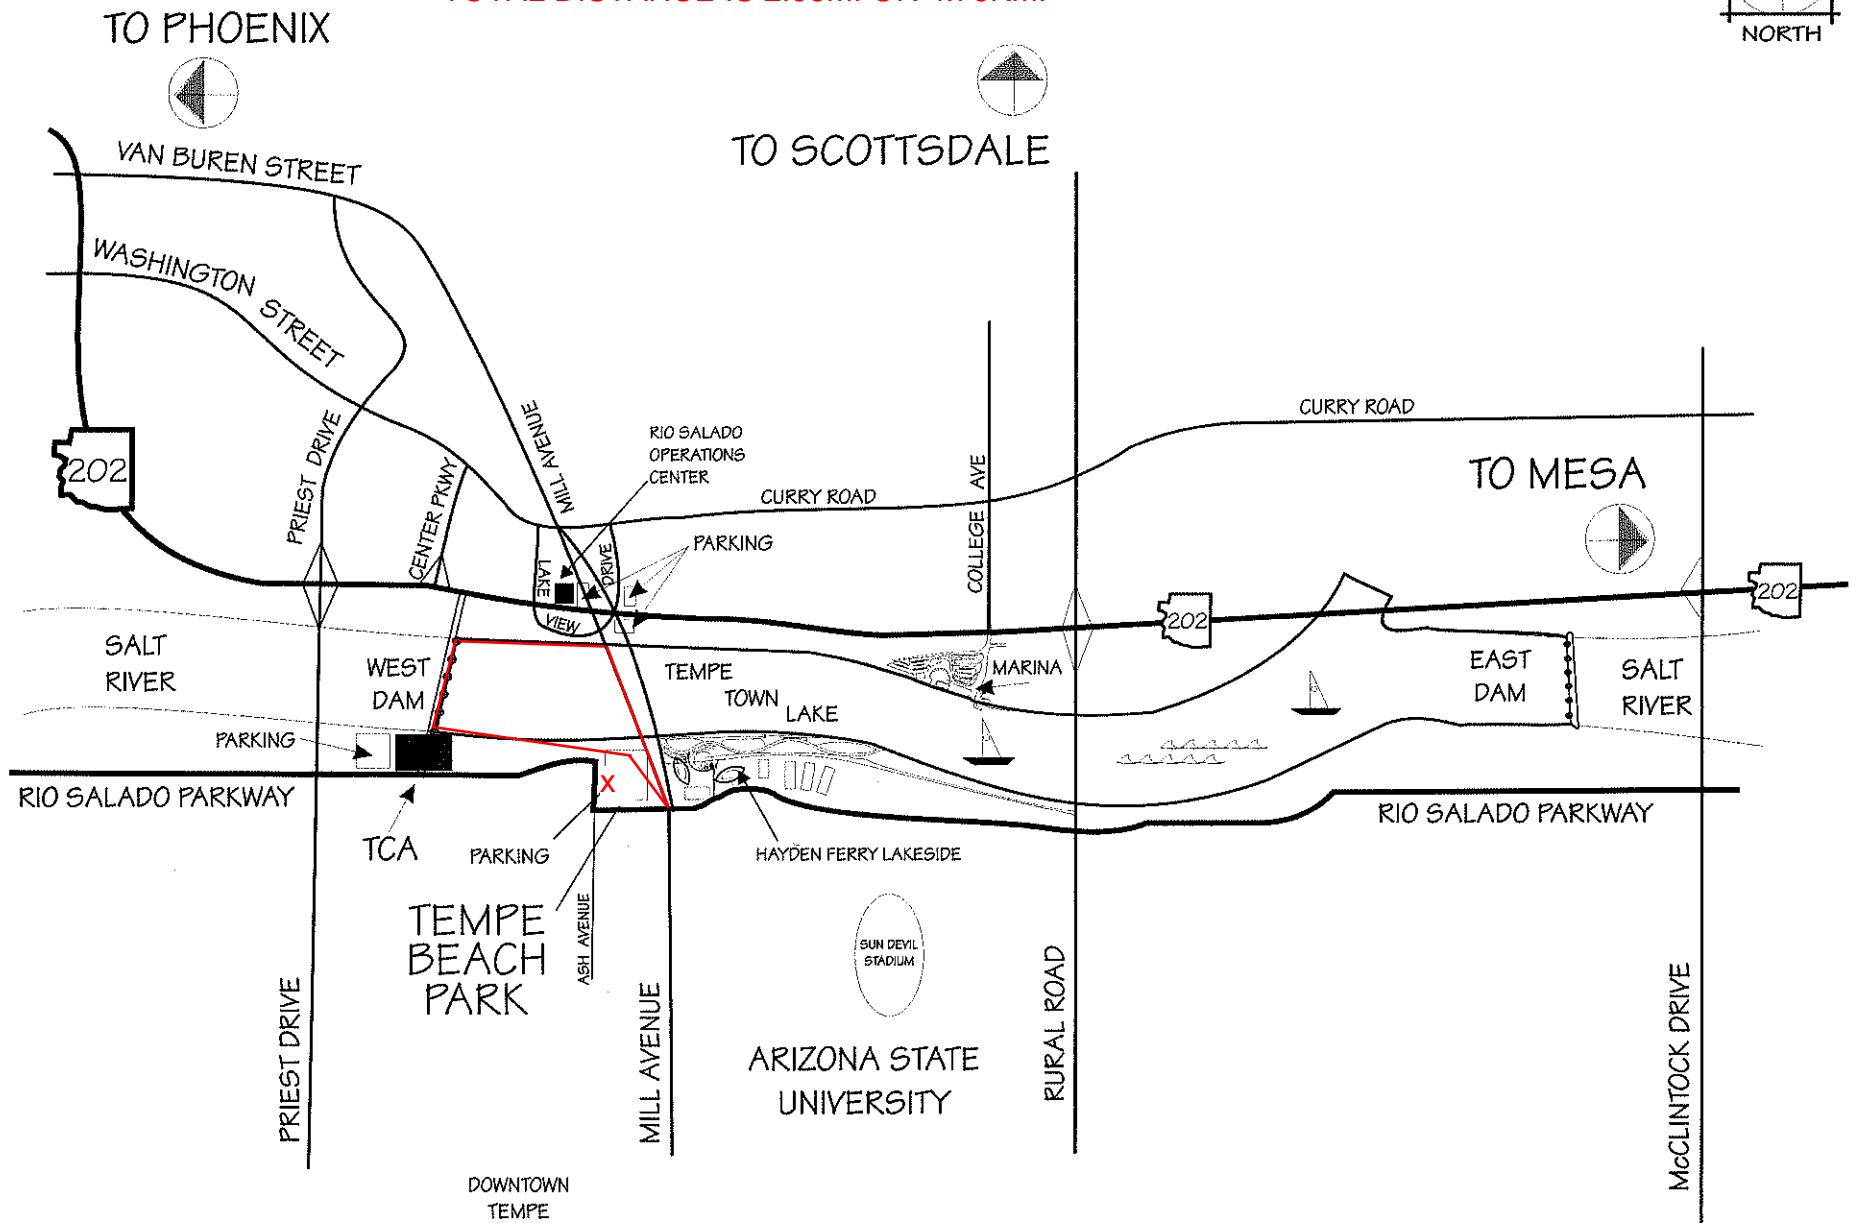 TOTAL DISTANCE IS
TO PHOENIX
NORTH
TO SCOTTSDALE
VAN BUREN STREET
WASHINGTON STREET
MILL AVENUE
RIO SALADO
OPERATIONS
CENTER
CURRY ROAD
202
PRIEST DRIVE
CENTER PKWY
CURRY ROAD
COLLEGE AVE
TO MESA
LAKE
VIEW
DRIVE
PARKING
202
202
SALT
RIVER
WEST
DAM
TEMPE
TOWN
LAKE
MARINA
EAST
DAM
SALT
RIVER
PARKING
X
RIO SALADO PARKWAY
RIO SALADO PARKWAY
TCA
PARKING
HAYDEN FERRY LAKESIDE
TEMPE
BEACH
PARK
ASH AVENUE
SUN DEVIL
STADIUM
PRIEST DRIVE
MILL AVENUE
ARIZONA STATE
UNIVERSITY
RURAL ROAD
McCLINTOCK DRIVE
DOWNTOWN
TEMPE